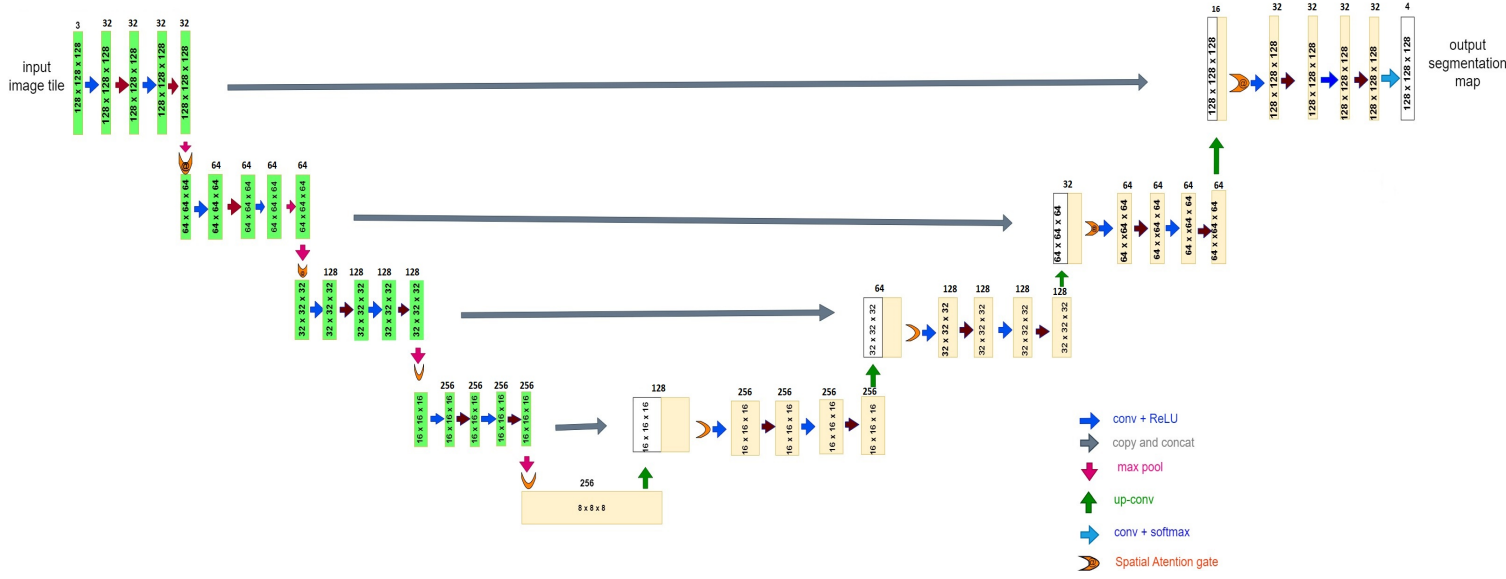 3 32 32 32 32
input
image tile
128 x 128 x 128
128 x 128 x 128
128 x 128 x 128
128 x 128 x 128
128 x 128 x 128
16 32 32 32 32 4
128 x 128 x 128
128 x 128 x 128
128 x 128 x 128
128 x 128 x 128
128 x 128 x 128
128 x 128 x 128
output
segmentation
map
64 64 64 64
64 x 64 x 64
64 x 64 x 64
64 x 64 x 64
64 x 64 x 64
64 x 64 x 64
32 64 64 64 64
64 x 64 x 64
64 x x64 x 64
64 x x64 x 64
64 x x64 x 64
64 x x64 x 64
128 128 128 128
32 x 32 x 32
32 x 32 x 32
32 x 32 x 32
32 x 32 x 32
32 x 32 x 32
64 128 128 128 128
32 x 32 x 32
32 x 32 x 32
32 x 32 x 32
32 x 32 x 32
32 x 32 x 32
256 256 256 256
16 x 16 x 16
16 x 16 x 16
16 x 16 x 16
16 x 16 x 16
16 x 16 x 16
128 256 256 256 256
16 x 16 x 16
16 x 16 x 16
16 x 16 x 16
16 x 16 x 16
16 x 16 x 16
256
8 x 8 x 8
conv + ReLU
copy and concat
max pool
up-conv
conv + softmax
Spatial Atention gate